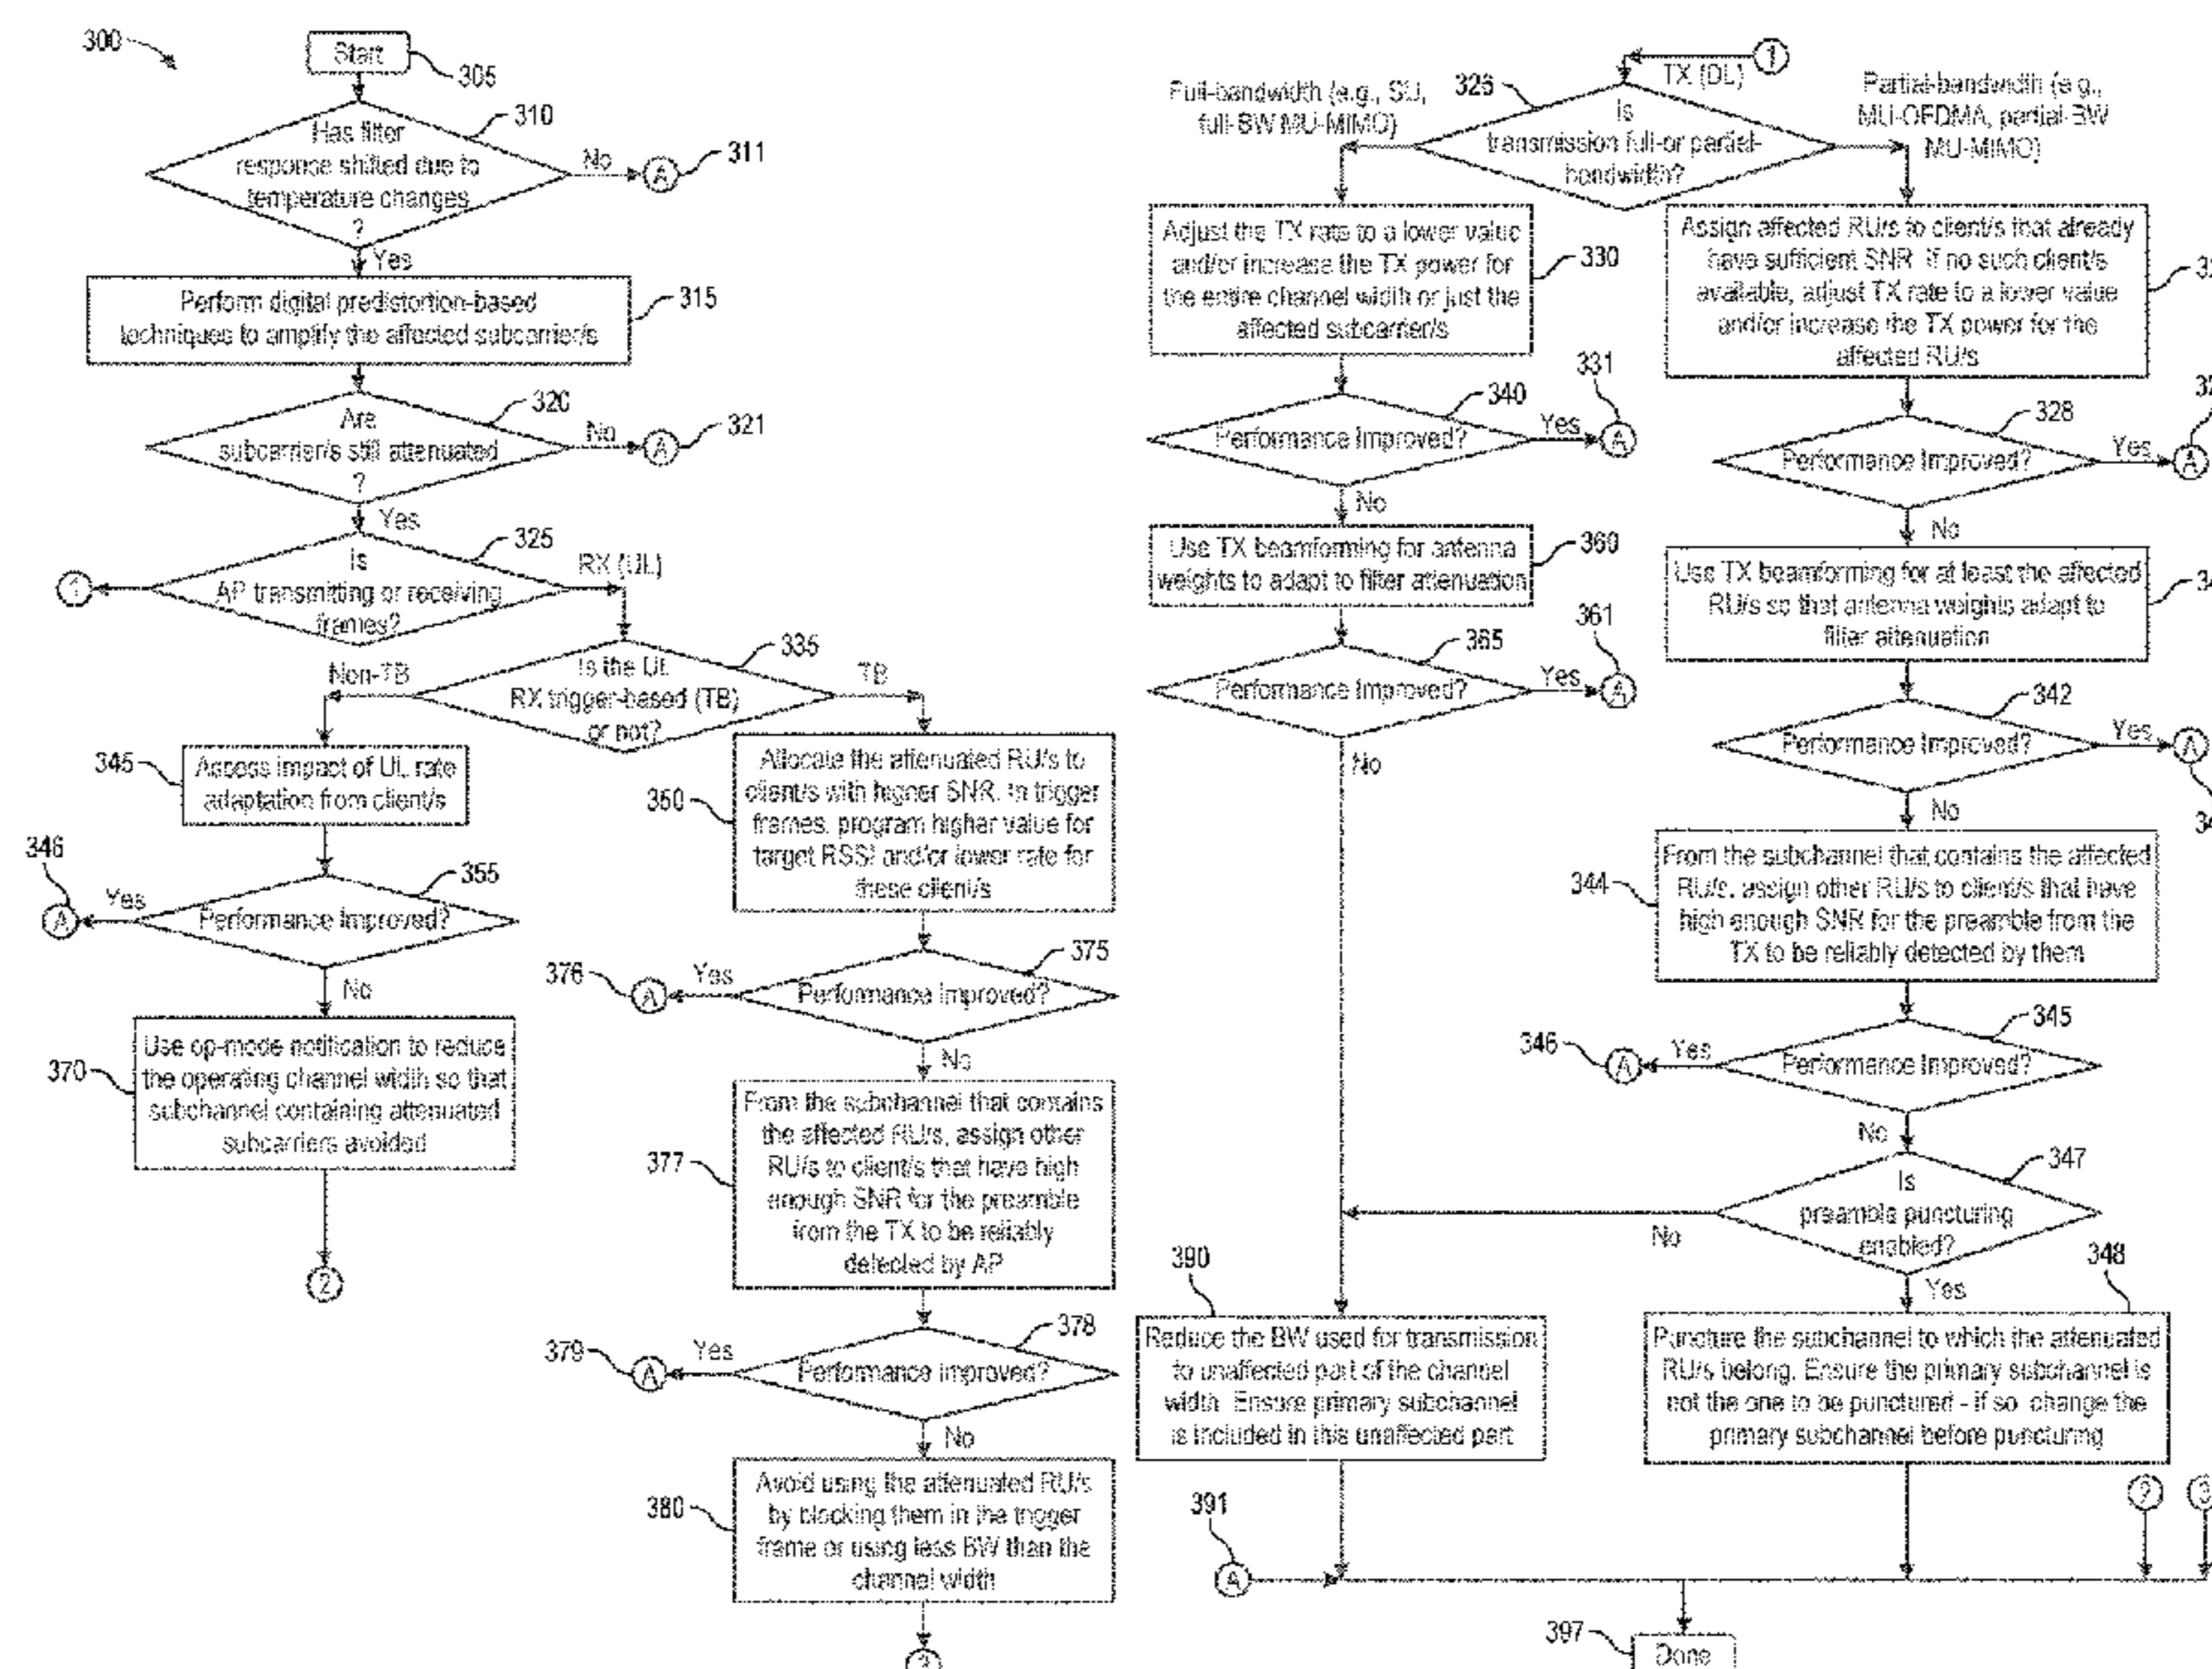 300
Start
305
Has filter
response shifted due to
temperature changes
?
310
No
A
311
Yes
Perform digital predistortion-based
techniques to amplify the affected subcarrier/s
315
Are
subcarrier/s still attenuated
?
320
No
A
321
Yes
Is
AP transmitting or receiving
frames?
325
1
RX (UL)
Is the UL
RX trigger-based (TB)
or not?
335
Non-TB
TB
345
Assess impact of UL rate
adaptation from client/s
346
A
Yes
Performance Improved?
355
No
370
Use op-mode notification to reduce
the operating channel width so that
subchannel containing attenuated
subcarriers avoided
2
350
Allocate the attenuated RU/s to
client/s with higher SNR. In trigger
frames, program higher value for
target RSSI and/or lower rate for
these client/s
376
A
Yes
Performance Improved?
375
No
377
From the subchannel that contains
the affected RU/s, assign other
RU/s to client/s that have high
enough SNR for the preamble
from the TX to be reliably
detected by AP
379
A
Yes
Performance Improved?
378
No
380
Avoid using the attenuated RU/s
by blocking them in the trigger
frame or using less BW than the
channel width
1
TX (DL)
Full-bandwidth (e.g., SU,
full-BW MU-MIMO)
326
Is
transmission full-or partial-
bandwidth?
Partial-bandwidth (e.g.,
MU-OFDMA, partial-BW
MU-MIMO)
Adjust the TX rate to a lower value
and/or increase the TX power for
the entire channel width or just the
affected subcarrier/s
330
Performance Improved?
340
Yes
A
331
No
Use TX beamforming for antenna
weights to adapt to filter attenuation
360
Performance Improved?
365
Yes
A
361
No
Assign affected RU/s to client/s that already
have sufficient SNR. If no such client/s
available, adjust TX rate to a lower value
and/or increase the TX power for the
affected RU/s
Performance Improved?
328
Yes
A
No
Use TX beamforming for at least the affected
RU/s so that antenna weights adapt to
filter attenuation
Performance Improved?
342
Yes
A
No
344
From the subchannel that contains the affected
RU/s, assign other RU/s to client/s that have
high enough SNR for the preamble from the
TX to be reliably detected by them
346
A
Yes
Performance Improved?
345
No
Is
preamble puncturing
enabled?
347
No
Yes
390
Reduce the BW used for transmission
to unaffected part of the channel
width. Ensure primary subchannel
is included in this unaffected part
348
Puncture the subchannel to which the attenuated
RU/s belong. Ensure the primary subchannel is
not the one to be punctured - if so, change the
primary subchannel before puncturing
2
3
391
A
397
Done